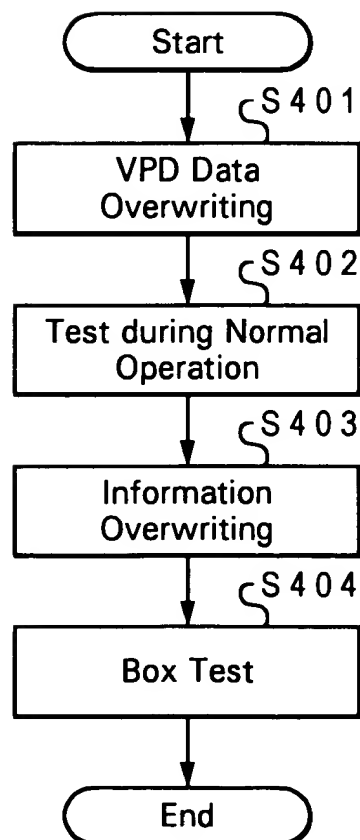 Start
S401
VPD Data
Overwriting
S402
Test during Normal
Operation
S403
Information
Overwriting
S404
Box Test
End